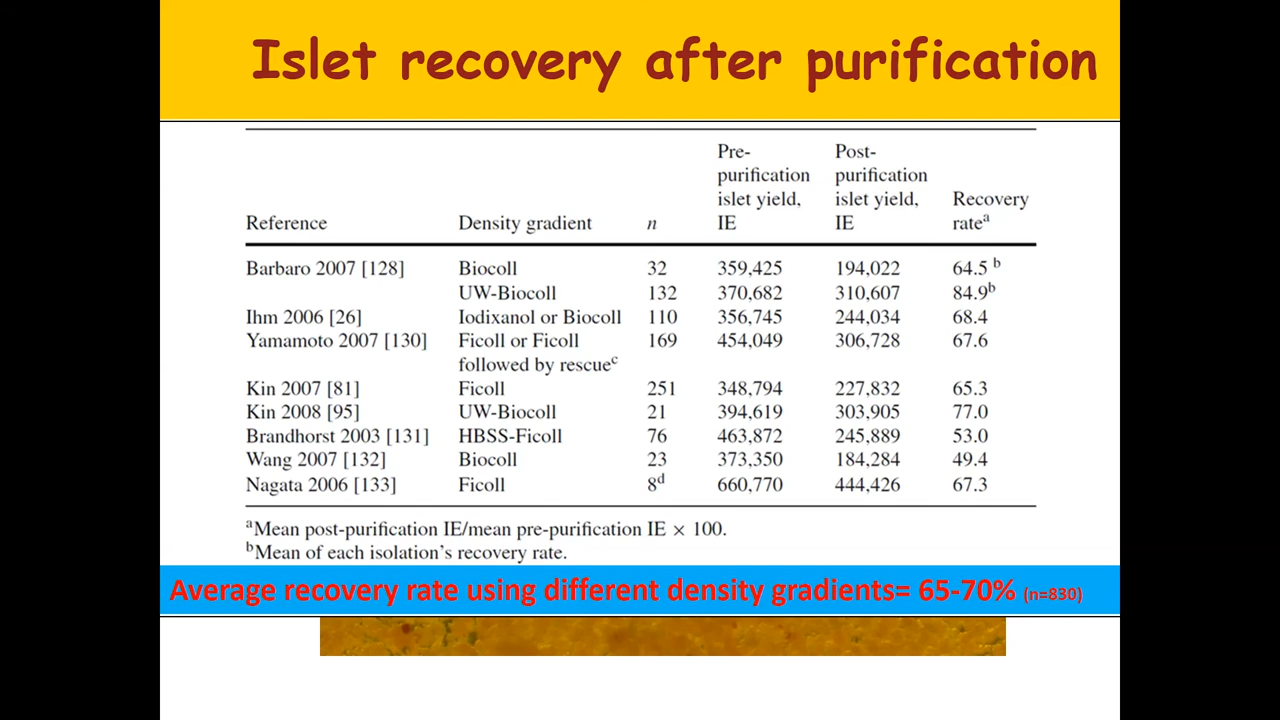 Islet recovery after purification
Pre-
purification
islet yield,
IE
Post-
purification
islet yield,
IE
Recovery
rateᵃ
Reference Density gradient n
Barbaro 2007 [128] Biocoll 32 359,425 194,022 64.5 ᵇ
UW-Biocoll 132 370,682 310,607 84.9ᵇ
Ihm 2006 [26] Iodixanol or Biocoll 110 356,745 244,034 68.4
Yamamoto 2007 [130] Ficoll or Ficoll 169 454,049 306,728 67.6
followed by rescueᶜ
Kin 2007 [81] Ficoll 251 348,794 227,832 65.3
Kin 2008 [95] UW-Biocoll 21 394,619 303,905 77.0
Brandhorst 2003 [131] HBSS-Ficoll 76 463,872 245,889 53.0
Wang 2007 [132] Biocoll 23 373,350 184,284 49.4
Nagata 2006 [133] Ficoll 8ᵈ 660,770 444,426 67.3
ᵃMean post-purification IE/mean pre-purification IE × 100.
ᵇMean of each isolation's recovery rate.
Average recovery rate using different density gradients= 65-70% (n=830)